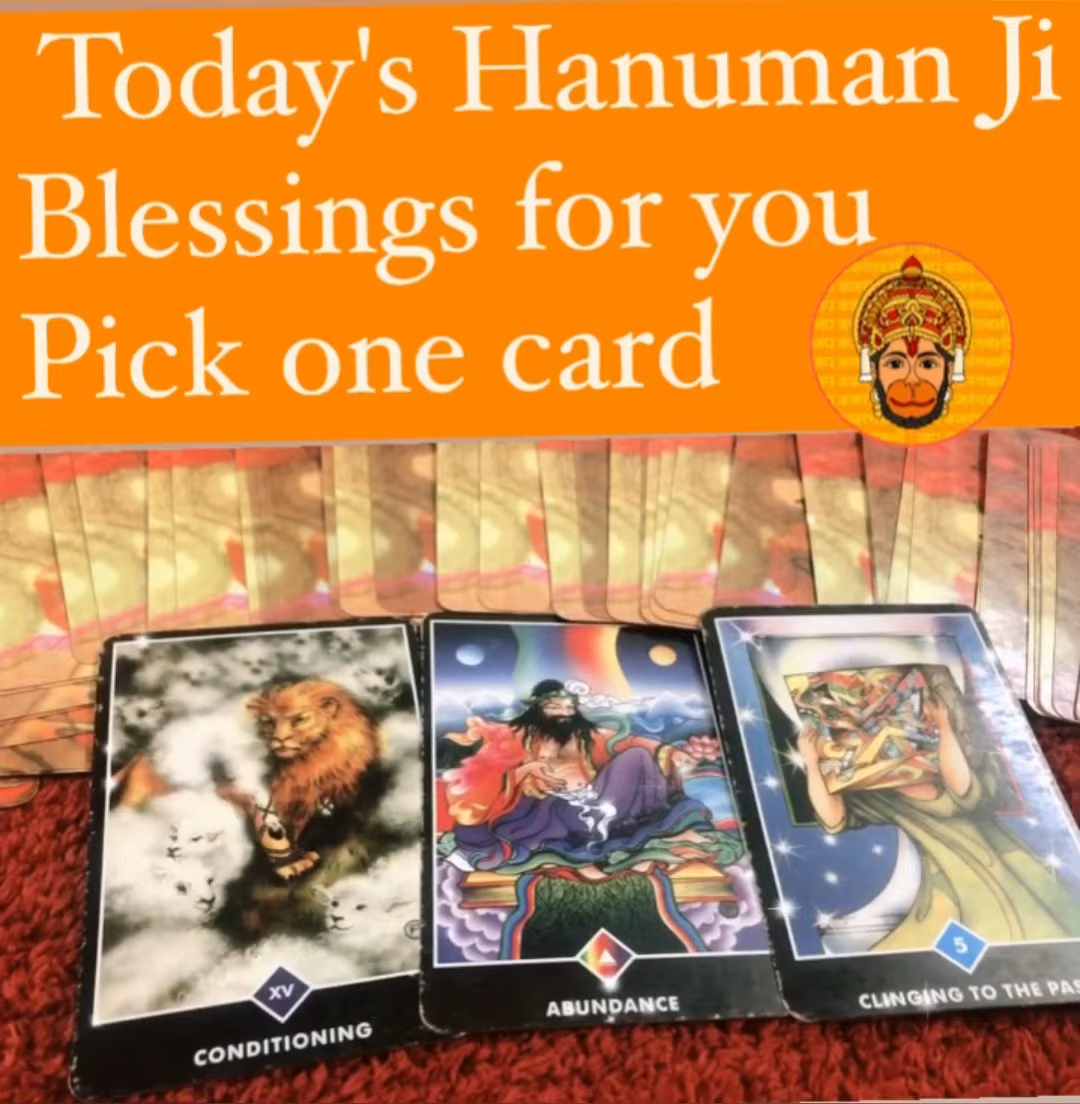 Today's Hanuman Ji
Blessings for you
Pick one card
XV
CONDITIONING
ABUNDANCE
5
CLINGING TO THE PAS